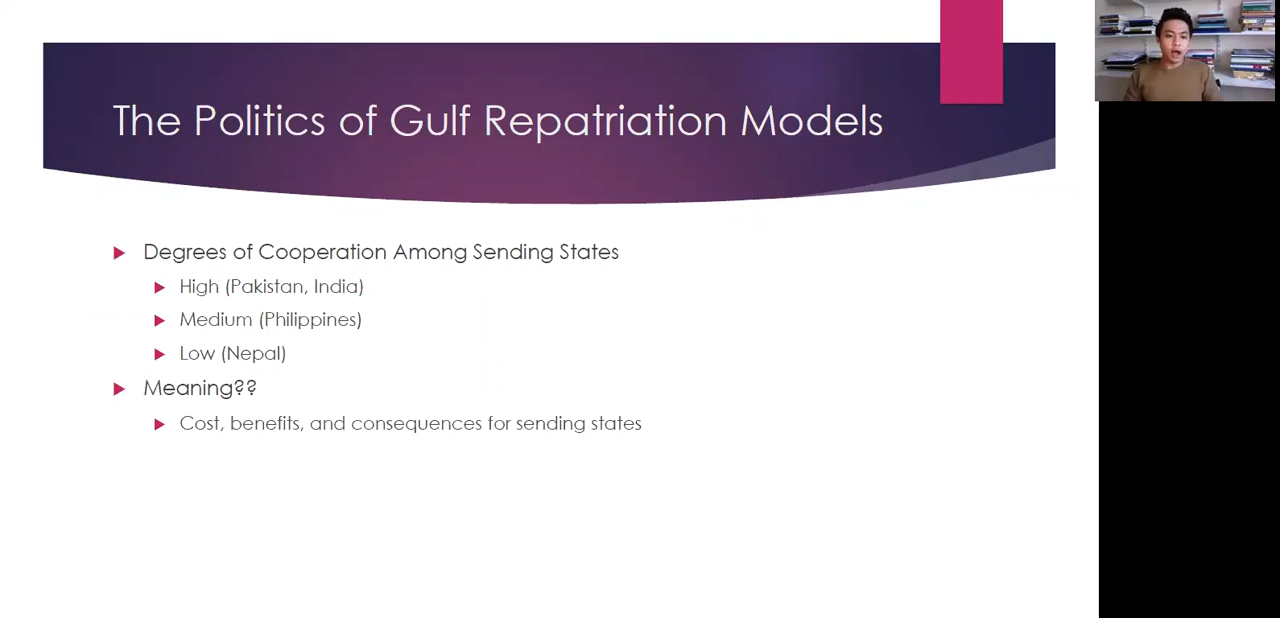 The Politics of Gulf Repatriation Models
Degrees of Cooperation Among Sending States
High (Pakistan, India)
Medium (Philippines)
Low (Nepal)
Meaning??
Cost, benefits, and consequences for sending states